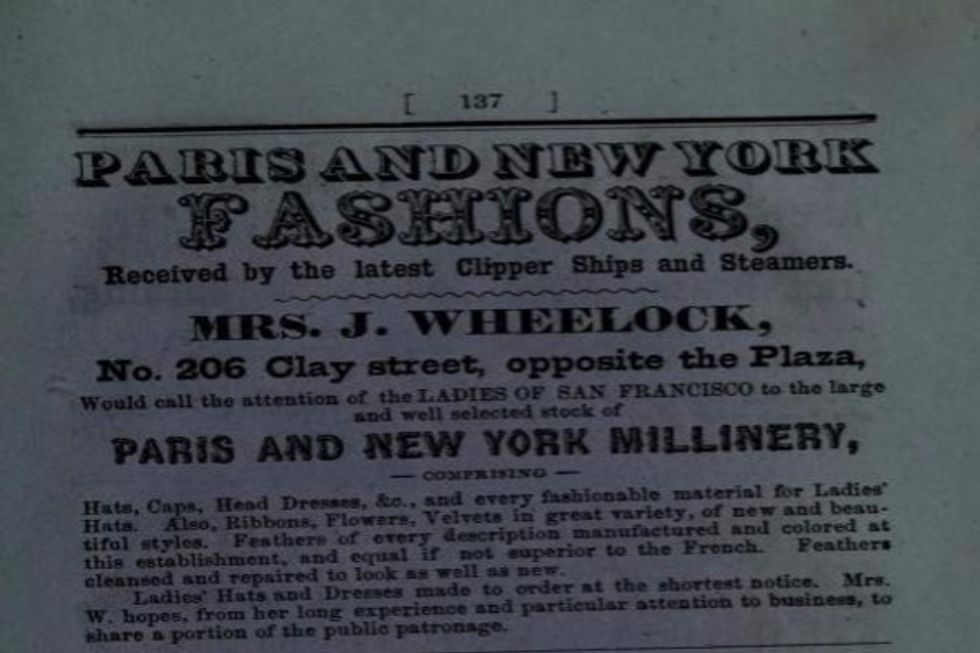 [ 137 ]
PARIS AND NEW YORK
FASHIONS,
Received by the latest Clipper Ships and Steamers.
MRS. J. WHEELOCK,
No. 206 Clay street, opposite the Plaza,
Would call the attention of the LADIES OF SAN FRANCISCO to the large
and well selected stock of
PARIS AND NEW YORK MILLINERY,
— COMPRISING —
Hats, Caps, Head Dresses, &c., and every fashionable material for Ladies'
Hats. Also, Ribbons, Flowers, Velvets in great variety, of new and beau-
tiful styles. Feathers of every description manufactured and colored at
this establishment, and equal if not superior to the French. Feathers
cleansed and repaired to look as well as new.
Ladies' Hats and Dresses made to order at the shortest notice. Mrs.
W. hopes, from her long experience and particular attention to business, to
share a portion of the public patronage.